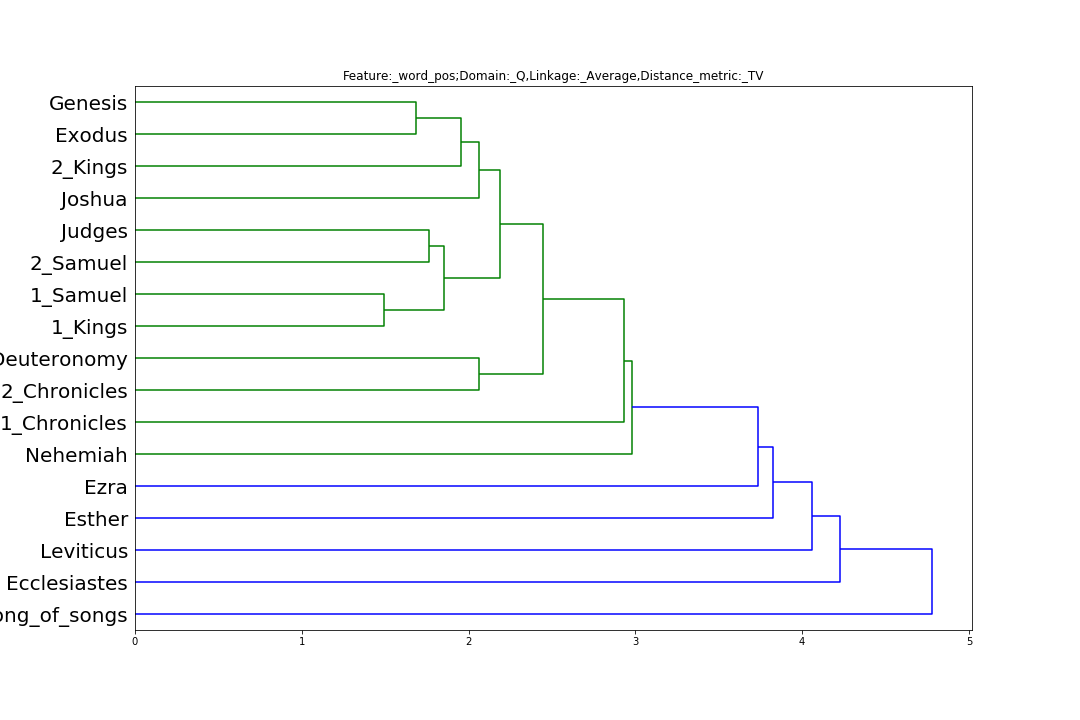 Feature:_word_pos;Domain:_Q,Linkage:_Average,Distance_metric:_TV
Genesis
Exodus
2_Kings
Joshua
Judges
2_Samuel
1_Samuel
1_Kings
Deuteronomy
2_Chronicles
1_Chronicles
Nehemiah
Ezra
Esther
Leviticus
Ecclesiastes
ong_of_songs
0 1 2 3 4 5